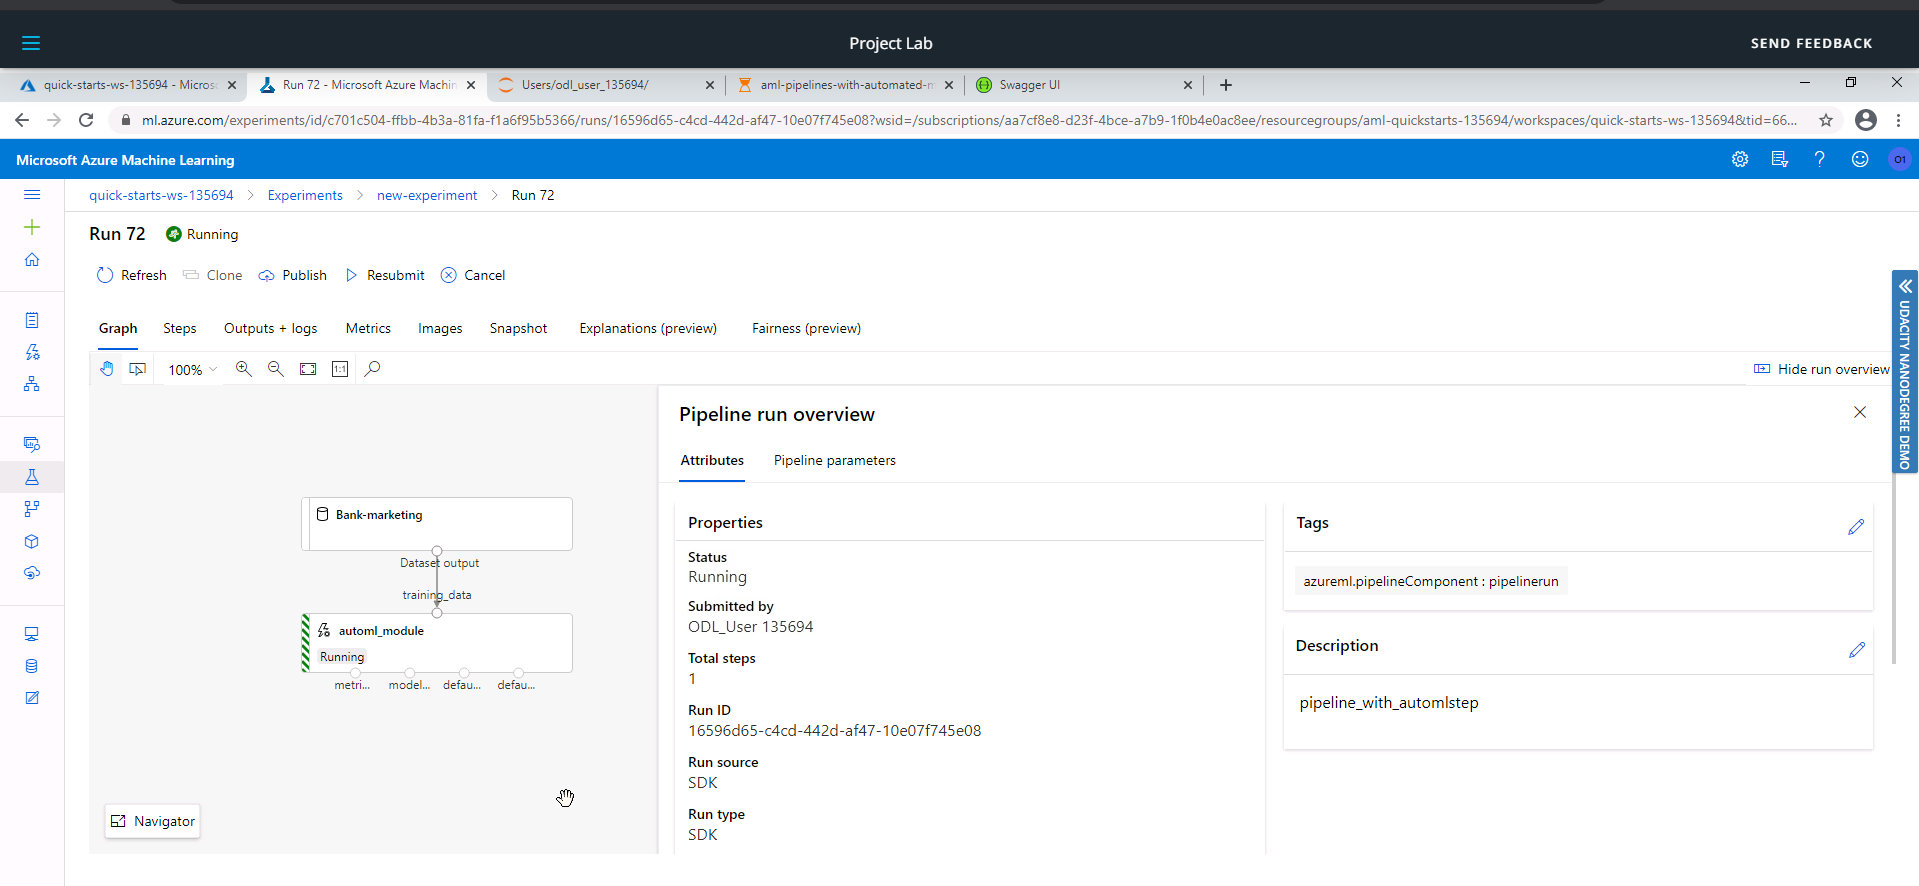 Project Lab
SEND FEEDBACK
quick-starts-ws-135694 - Microso
Run 72 - Microsoft Azure Machin
Users/odl_user_135694/
aml-pipelines-with-automated-m
Swagger UI
ml.azure.com/experiments/id/c701c504-ffbb-4b3a-81fa-f1a6f95b5366/runs/16596d65-c4cd-442d-af47-10e07f745e08?wsid=/subscriptions/aa7cf8e8-d23f-4bce-a7b9-1f0b4e0ac8ee/resourcegroups/aml-quickstarts-135694/workspaces/quick-starts-ws-135694&tid=66...
Microsoft Azure Machine Learning
O1
quick-starts-ws-135694 > Experiments > new-experiment > Run 72
Run 72 Running
Refresh Clone Publish Resubmit Cancel
Graph Steps Outputs + logs Metrics Images Snapshot Explanations (preview) Fairness (preview)
100% 1:1
Hide run overview
UDACITY NANODEGREE DEMO
Bank-marketing
Dataset output
training_data
automl_module
Running
metri... model... defau... defau...
Navigator
Pipeline run overview
Attributes Pipeline parameters
Properties
Status
Running
Submitted by
ODL_User 135694
Total steps
1
Run ID
16596d65-c4cd-442d-af47-10e07f745e08
Run source
SDK
Run type
SDK
Tags
azureml.pipelineComponent : pipelinerun
Description
pipeline_with_automlstep